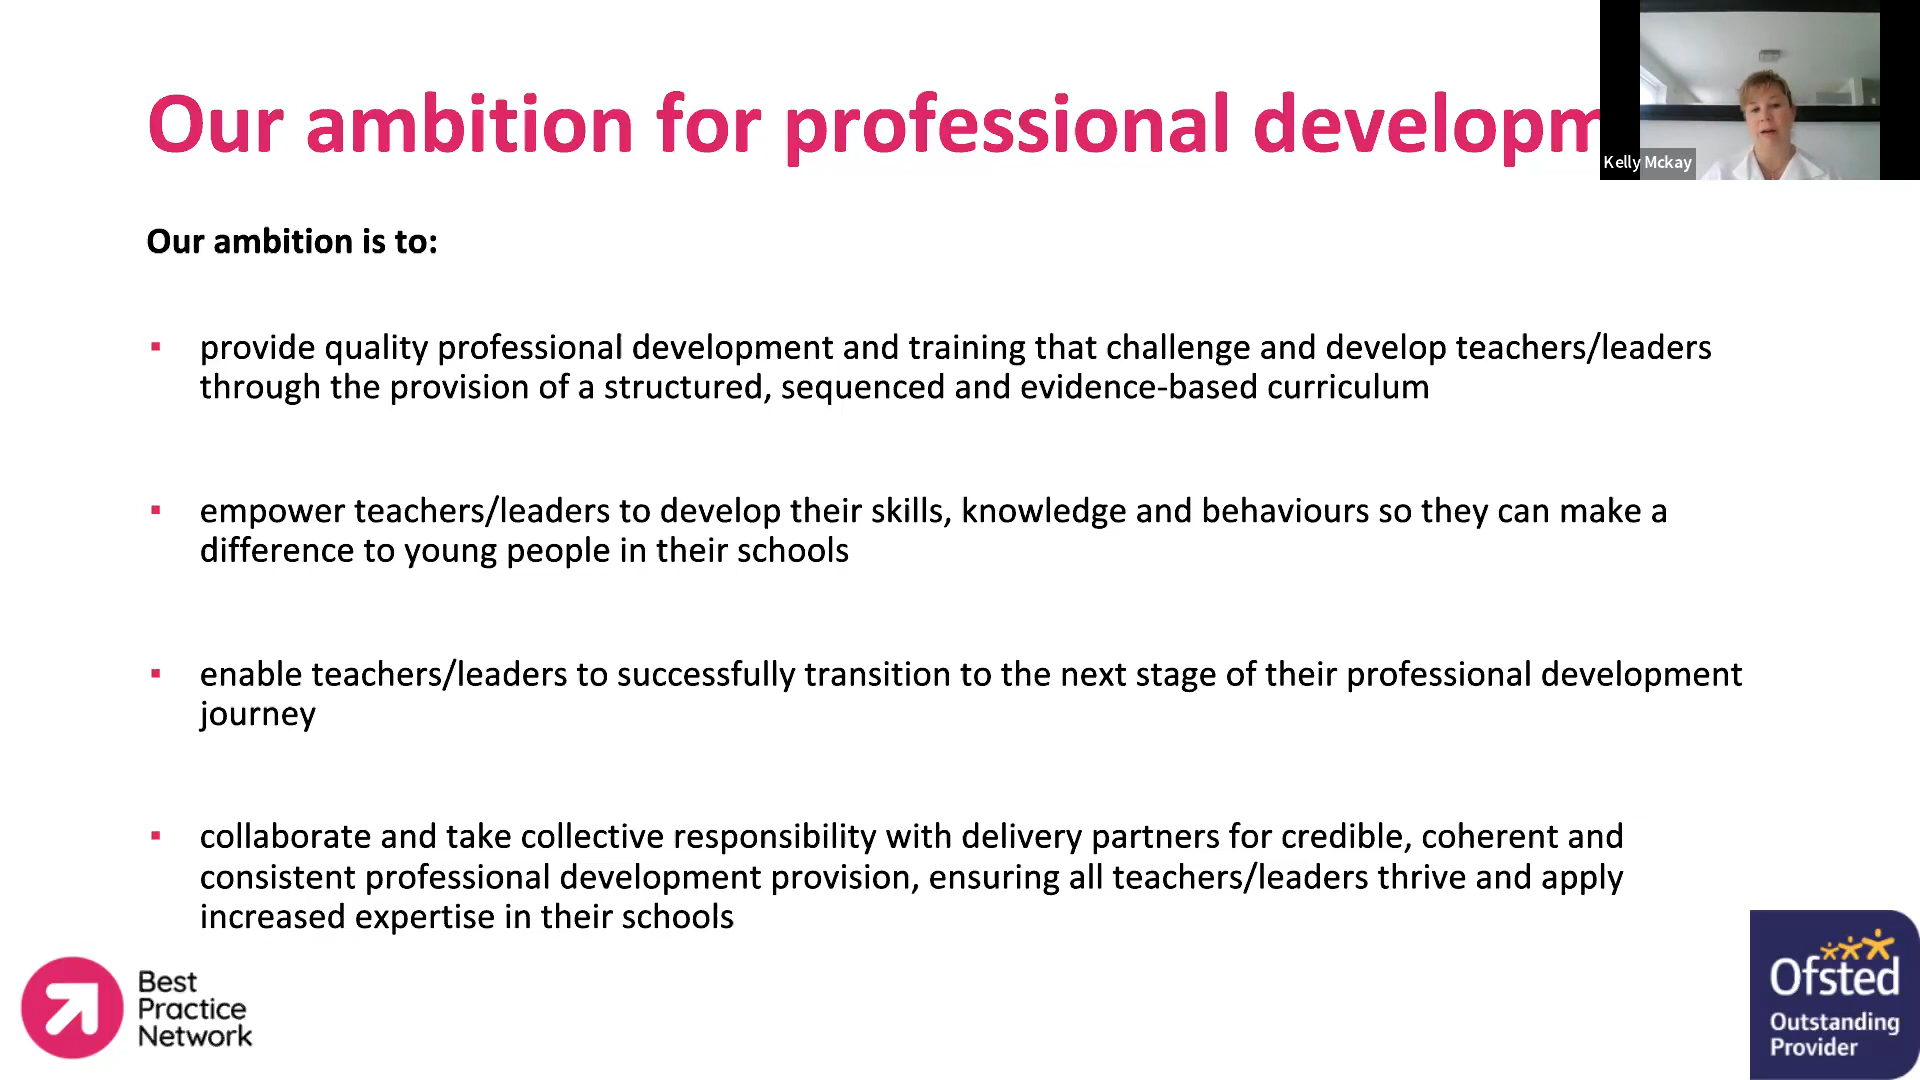 Our ambition for professional developm
Kelly Mckay
Our ambition is to:
▪ provide quality professional development and training that challenge and develop teachers/leaders
through the provision of a structured, sequenced and evidence-based curriculum
▪ empower teachers/leaders to develop their skills, knowledge and behaviours so they can make a
difference to young people in their schools
▪ enable teachers/leaders to successfully transition to the next stage of their professional development
journey
▪ collaborate and take collective responsibility with delivery partners for credible, coherent and
consistent professional development provision, ensuring all teachers/leaders thrive and apply
increased expertise in their schools
Best
Practice
Network
Ofsted
Outstanding
Provider